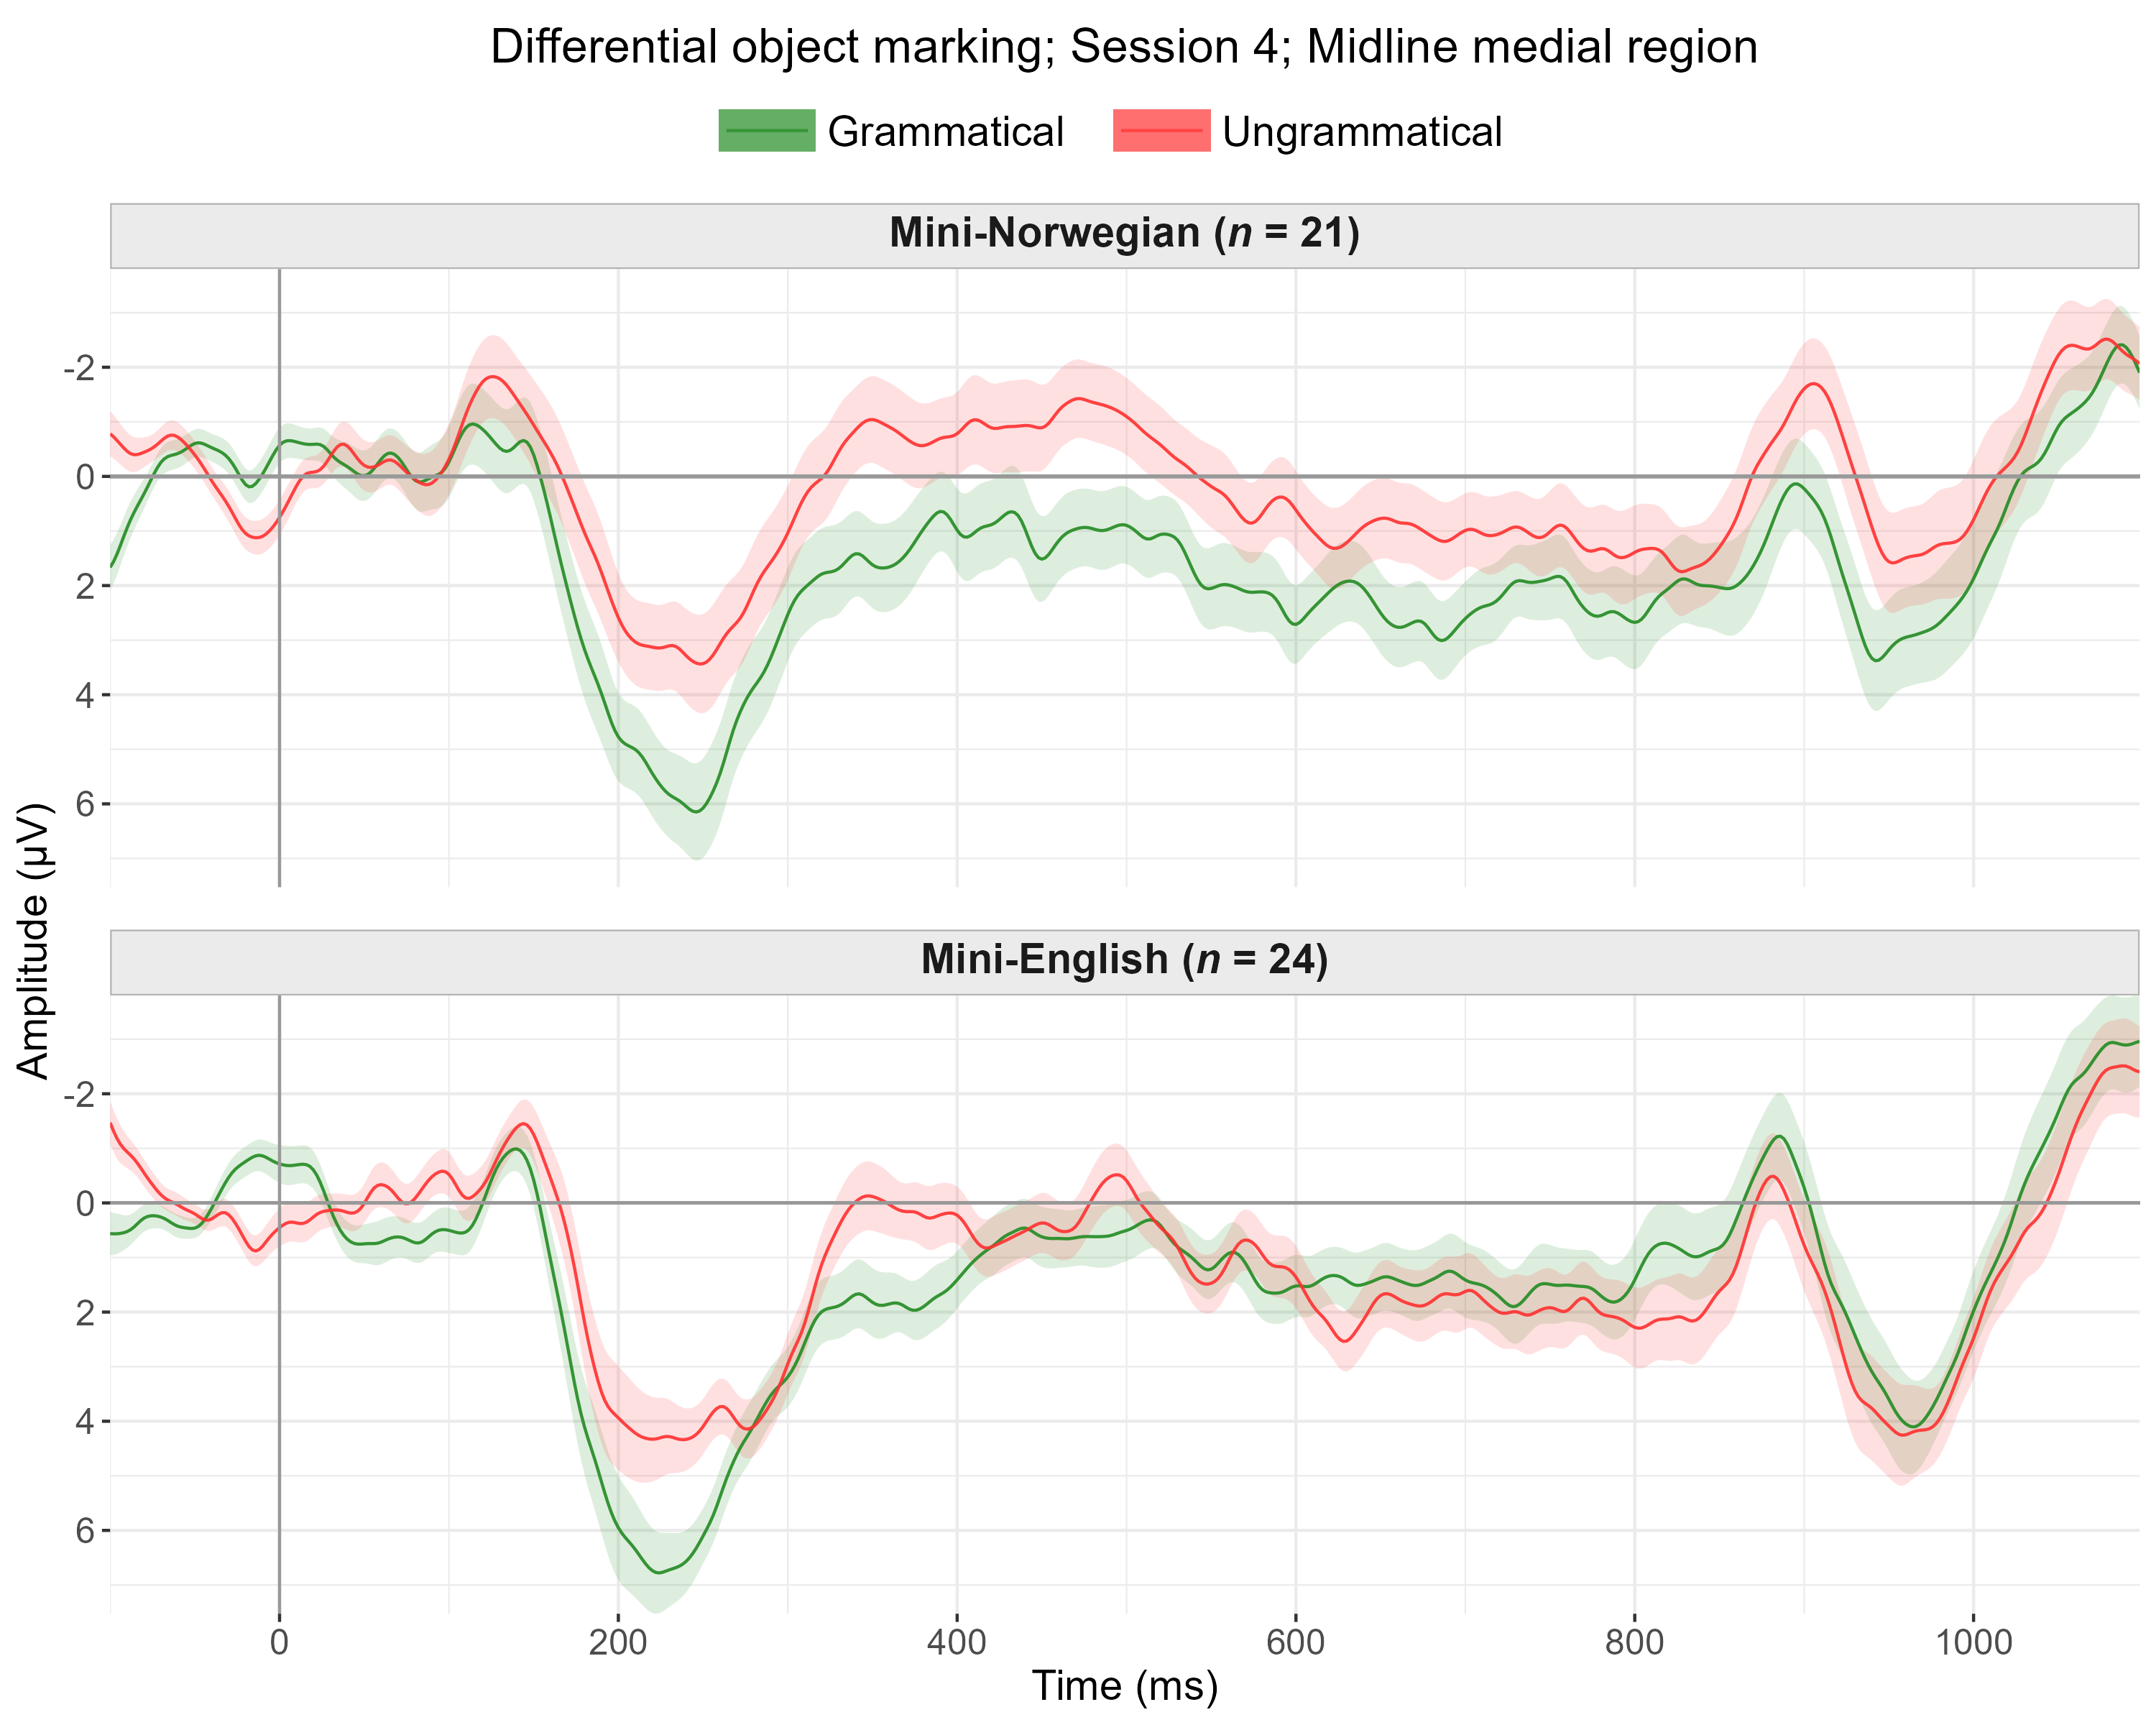 Differential object marking; Session 4; Midline medial region
Grammatical
Ungrammatical
Mini-Norwegian (n = 21)
-2
0
2
4
6
Mini-English (n = 24)
-2
0
2
4
6
Amplitude (µV)
0
200
400
600
800
1000
Time (ms)